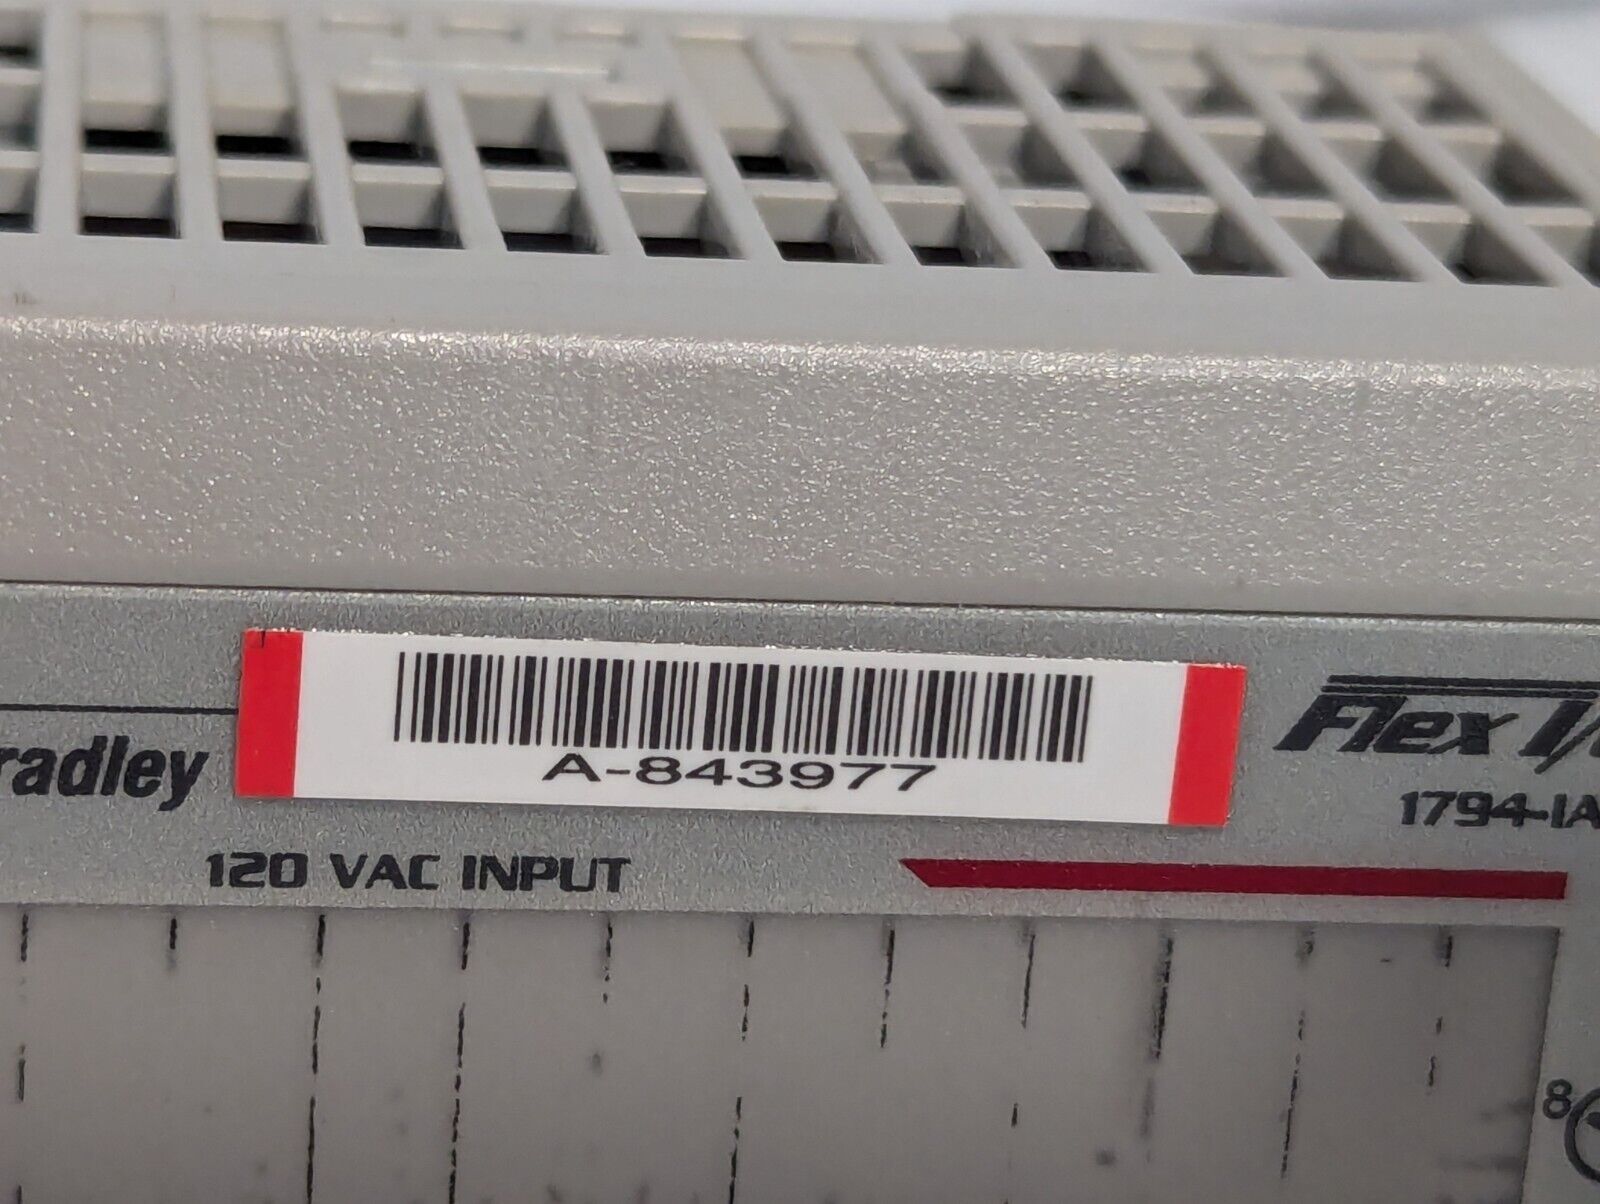 radley
A-843977
Flex I/
1794-IA
120 VAC INPUT
8